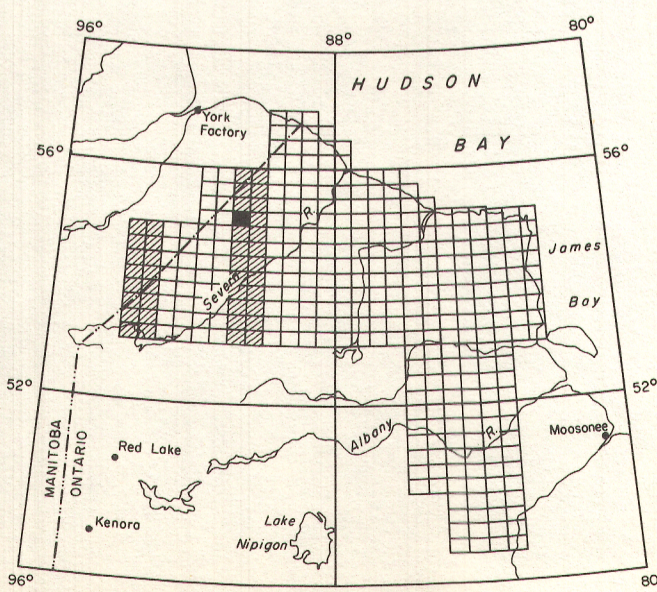 96°
88°
80°
HUDSON
BAY
York
Factory
56°
56°
R.
Severn
James
Bay
52°
52°
MANITOBA
ONTARIO
Red Lake
Albany
R.
Moosonee
Kenora
Lake
Nipigon
96°
88°
80